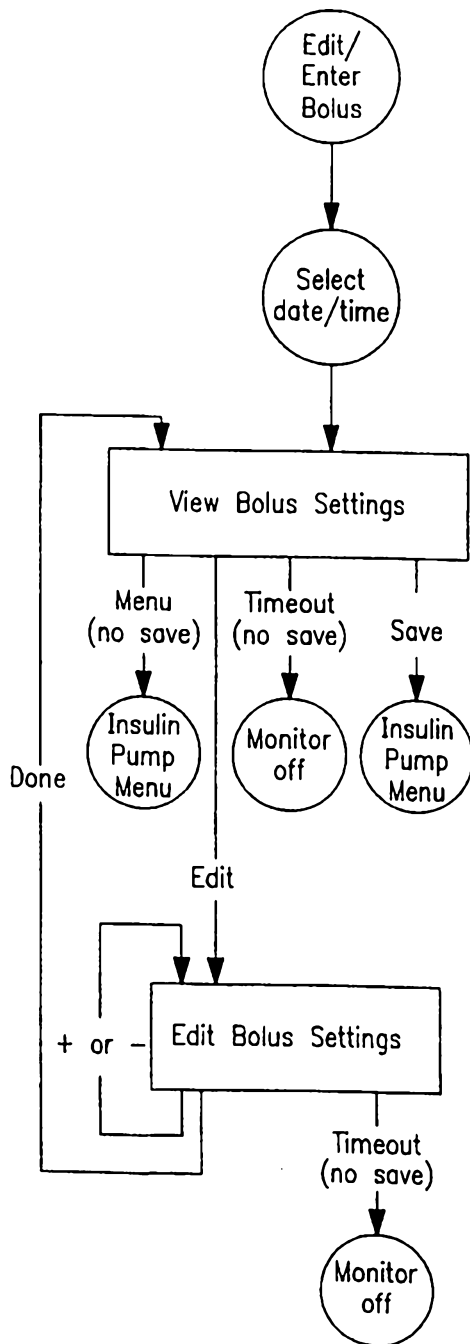 Edit/
Enter
Bolus
Select
date/time
View Bolus Settings
Menu
(no save)
Timeout
(no save)
Save
Insulin
Pump
Menu
Monitor
off
Insulin
Pump
Menu
Done
Edit
+ or -
Edit Bolus Settings
Timeout
(no save)
Monitor
off